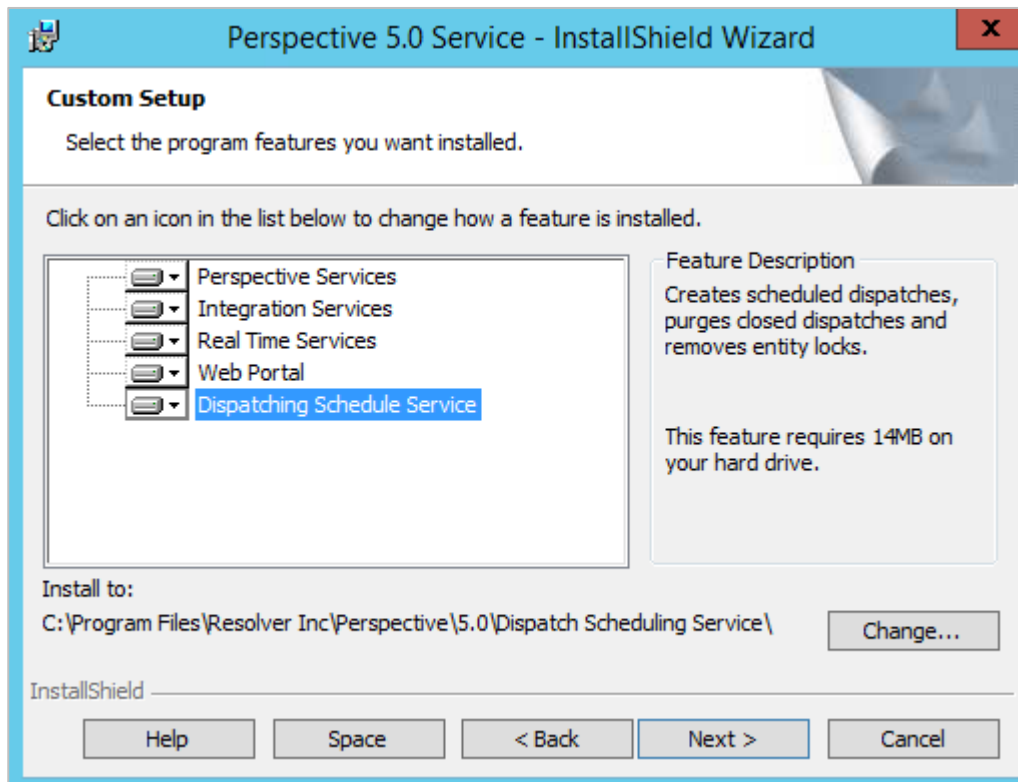 Perspective 5.0 Service - InstallShield Wizard
x
Custom Setup
Select the program features you want installed.
Click on an icon in the list below to change how a feature is installed.
Perspective Services
Integration Services
Real Time Services
Web Portal
Dispatching Schedule Service
Feature Description
Creates scheduled dispatches,
purges closed dispatches and
removes entity locks.
This feature requires 14MB on
your hard drive.
Install to:
C:\Program Files\Resolver Inc\Perspective\5.0\Dispatch Scheduling Service\
Change...
InstallShield
Help
Space
< Back
Next >
Cancel